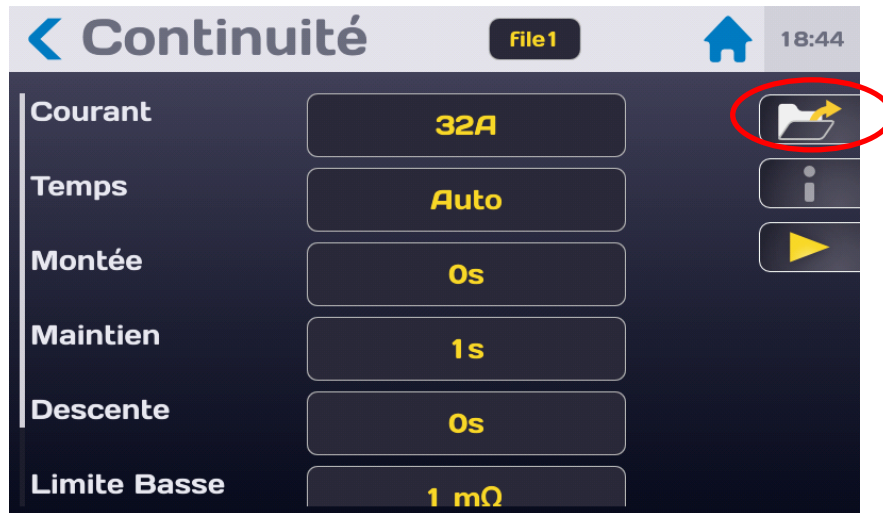 Continuité file1 18:44
Courant 32A
Temps Auto
Montée 0s
Maintien 1s
Descente 0s
Limite Basse 1 mΩ